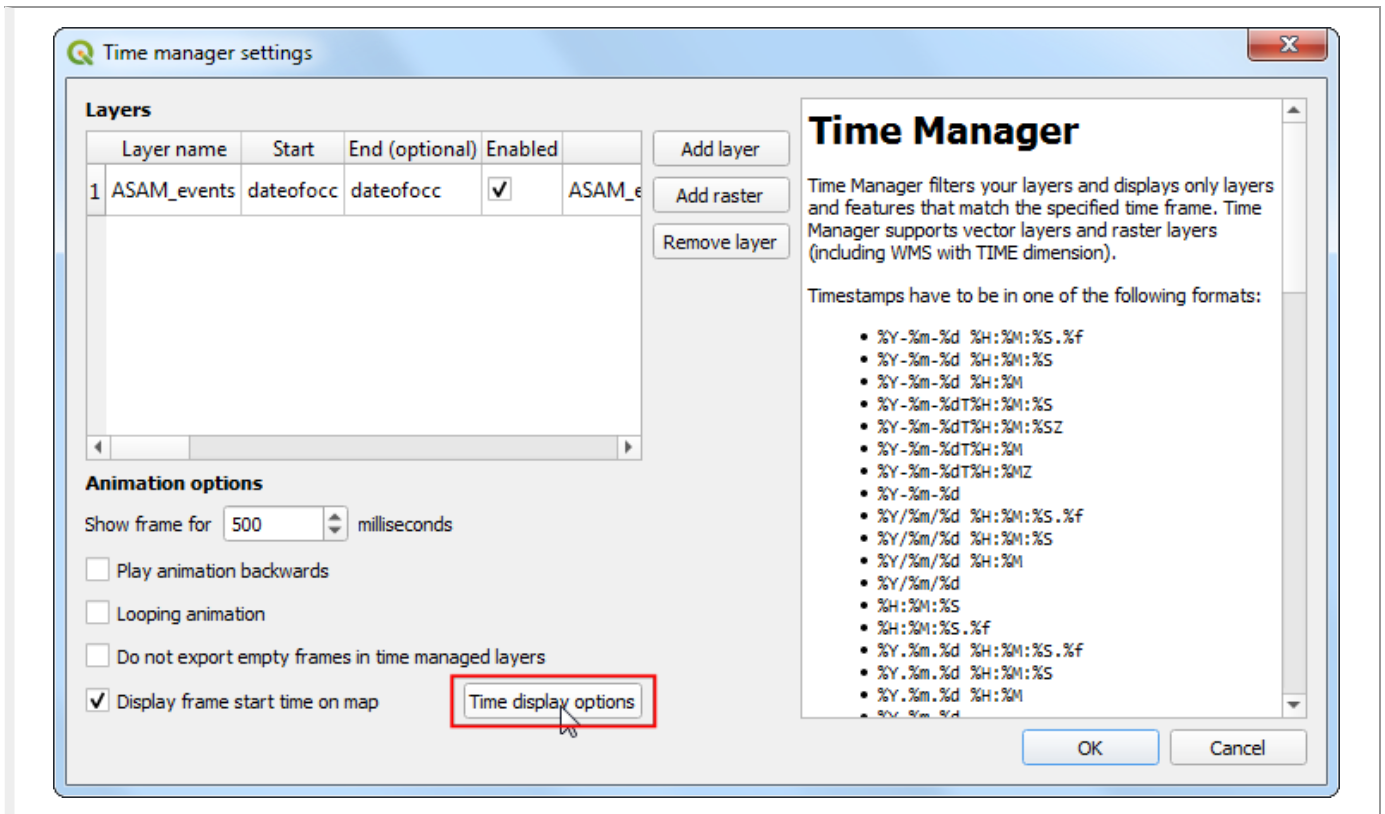 Time manager settings
Layers
Layer name Start End (optional) Enabled
1 ASAM_events dateofocc dateofocc ASAM_e
Add layer
Add raster
Remove layer
Animation options
Show frame for 500 milliseconds
Play animation backwards
Looping animation
Do not export empty frames in time managed layers
Display frame start time on map
Time display options
Time Manager
Time Manager filters your layers and displays only layers
and features that match the specified time frame. Time
Manager supports vector layers and raster layers
(including WMS with TIME dimension).
Timestamps have to be in one of the following formats:
• %Y-%m-%d %H:%M:%S.%f
• %Y-%m-%d %H:%M:%S
• %Y-%m-%d %H:%M
• %Y-%m-%dT%H:%M:%S
• %Y-%m-%dT%H:%M:%SZ
• %Y-%m-%dT%H:%M
• %Y-%m-%dT%H:%MZ
• %Y-%m-%d
• %Y/%m/%d %H:%M:%S.%f
• %Y/%m/%d %H:%M:%S
• %Y/%m/%d %H:%M
• %Y/%m/%d
• %H:%M:%S
• %H:%M:%S.%f
• %Y.%m.%d %H:%M:%S.%f
• %Y.%m.%d %H:%M:%S
• %Y.%m.%d %H:%M
OK
Cancel